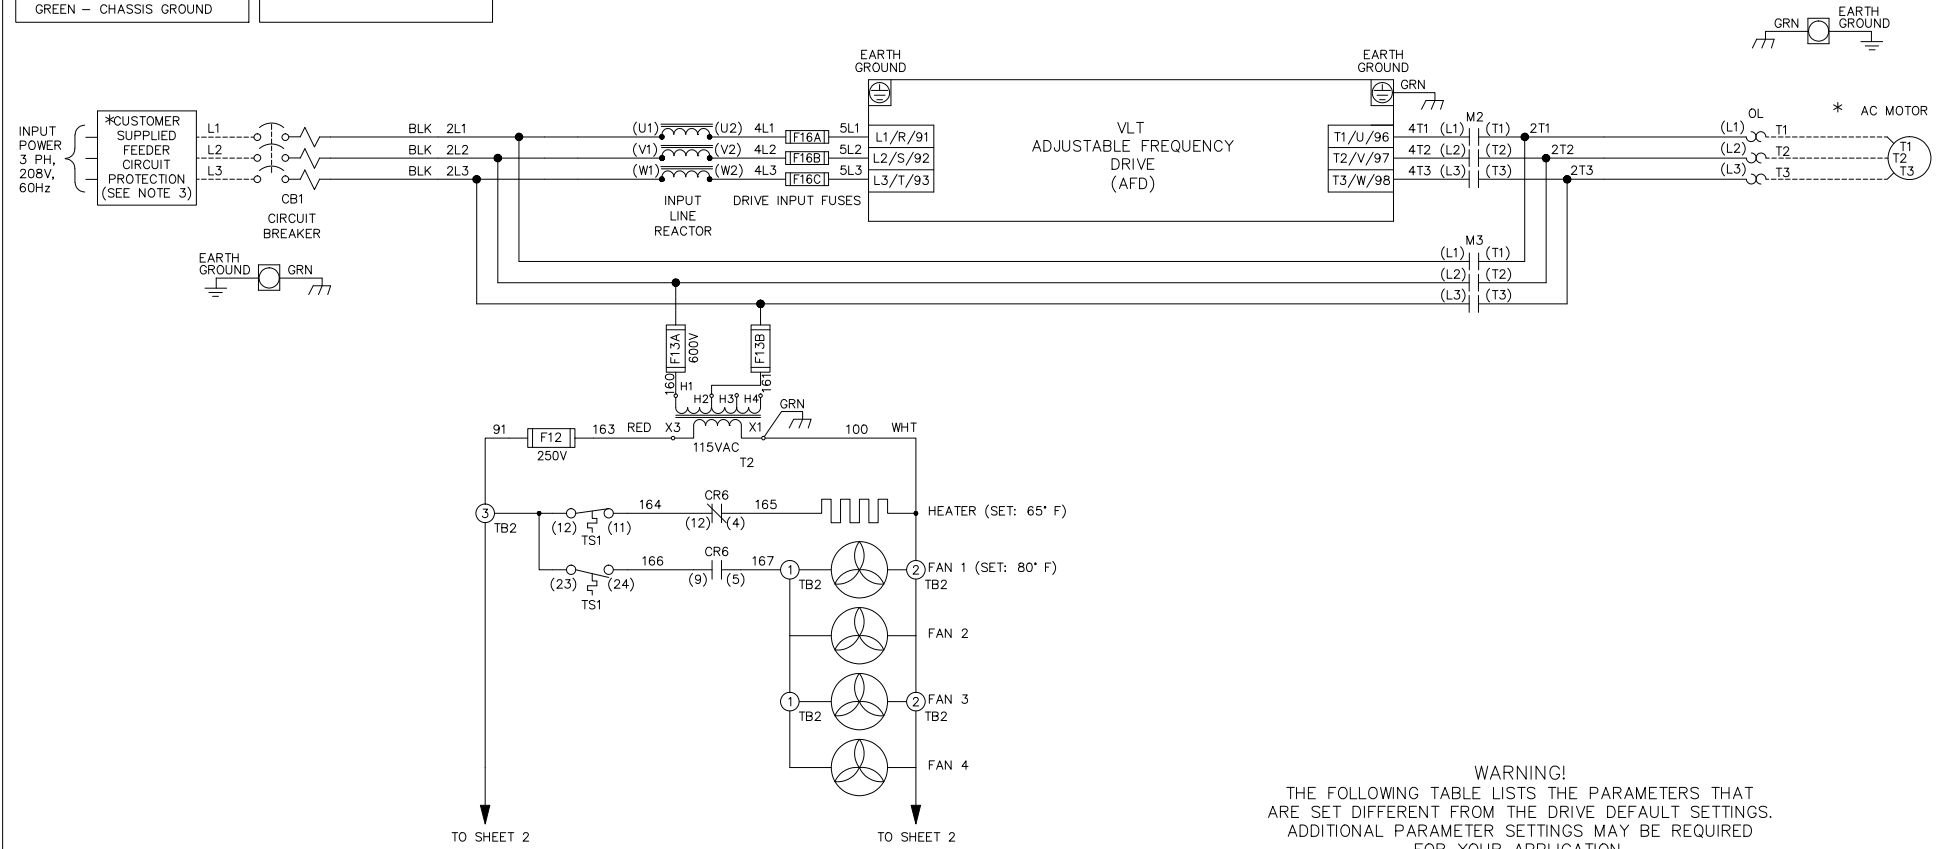 GREEN – CHASSIS GROUND
GRN
EARTH
GROUND
EARTH
GROUND
EARTH
GROUND
GRN
INPUT
POWER
3 PH,
208V,
60Hz
*CUSTOMER
SUPPLIED
FEEDER
CIRCUIT
PROTECTION
(SEE NOTE 3)
L1
L2
L3
CB1
CIRCUIT
BREAKER
BLK 2L1
BLK 2L2
BLK 2L3
(U1) (U2) 4L1 F16A 5L1
(V1) (V2) 4L2 F16B 5L2
(W1) (W2) 4L3 F16C 5L3
INPUT
LINE
REACTOR
DRIVE INPUT FUSES
L1/R/91
L2/S/92
L3/T/93
VLT
ADJUSTABLE FREQUENCY
DRIVE
(AFD)
T1/U/96
T2/V/97
T3/W/98
M2
4T1 (L1) (T1) 2T1
4T2 (L2) (T2) 2T2
4T3 (L3) (T3) 2T3
OL
(L1) T1
(L2) T2
(L3) T3
* AC MOTOR
T1
T2
T3
EARTH
GROUND
GRN
M3
(L1) (T1)
(L2) (T2)
(L3) (T3)
F13A
600V
F13B
160
161
H1
H2 H3 H4
GRN
91 F12 163 RED X3 X1 100 WHT
250V
115VAC
T2
3
TB2
(12) (11)
TS1
164
CR6
(12) (4)
165
HEATER (SET: 65° F)
(23) (24)
TS1
166
CR6
(9) (5)
167
1
TB2
2
TB2
FAN 1 (SET: 80° F)
FAN 2
1
TB2
2
TB2
FAN 3
FAN 4
TO SHEET 2
TO SHEET 2
WARNING!
THE FOLLOWING TABLE LISTS THE PARAMETERS THAT
ARE SET DIFFERENT FROM THE DRIVE DEFAULT SETTINGS.
ADDITIONAL PARAMETER SETTINGS MAY BE REQUIRED
FOR YOUR APPLICATION